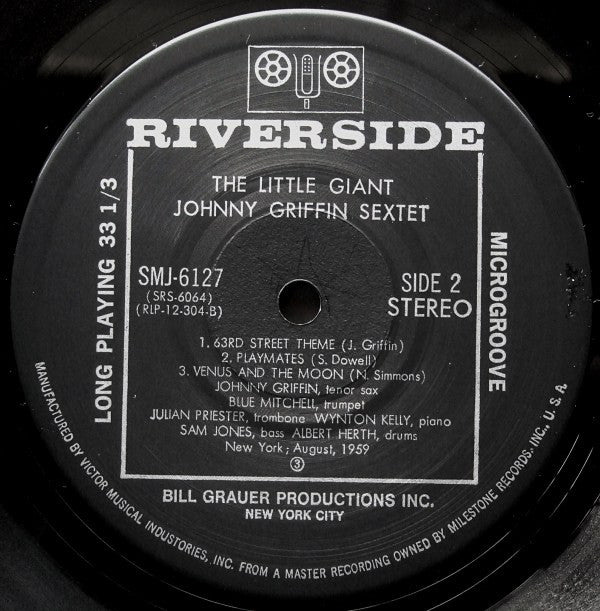 RIVERSIDE
THE LITTLE GIANT
JOHNNY GRIFFIN SEXTET
LONG PLAYING 33 1/3
MICROGROOVE
SMJ-6127
(SRS-6064)
(RLP-12-304-B)
SIDE 2
STEREO
1. 63RD STREET THEME (J. Griffin)
2. PLAYMATES (S. Dowell)
3. VENUS AND THE MOON (N. Simmons)
JOHNNY GRIFFIN, tenor sax
BLUE MITCHELL, trumpet
JULIAN PRIESTER, trombone WYNTON KELLY, piano
SAM JONES, bass ALBERT HERTH, drums
New York; August, 1959
3
BILL GRAUER PRODUCTIONS INC.
NEW YORK CITY
MANUFACTURED BY VICTOR MUSICAL INDUSTRIES, INC. FROM A MASTER RECORDING OWNED BY MILESTONE RECORDS, INC., U.S.A.